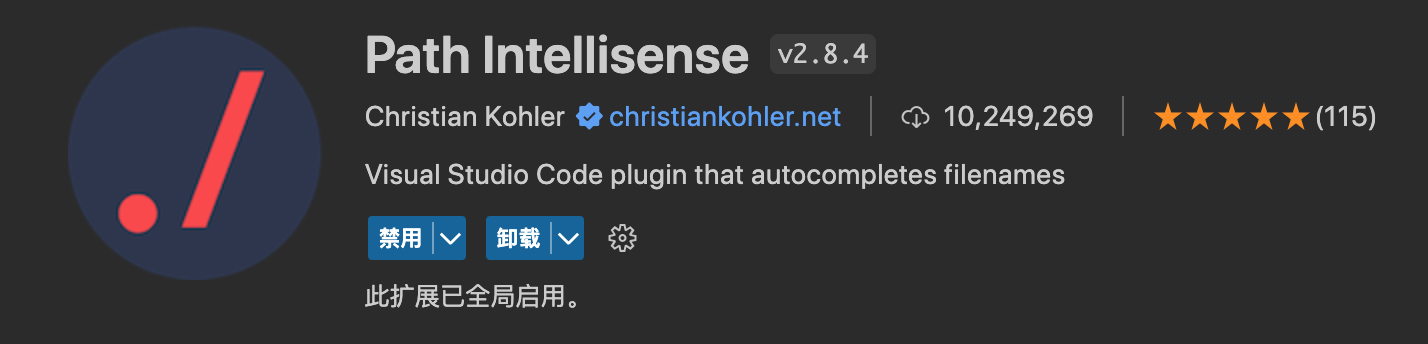 ./
Path Intellisense v2.8.4
Christian Kohler christiankohler.net 10,249,269 (115)
Visual Studio Code plugin that autocompletes filenames
禁用 卸载
此扩展已全局启用。